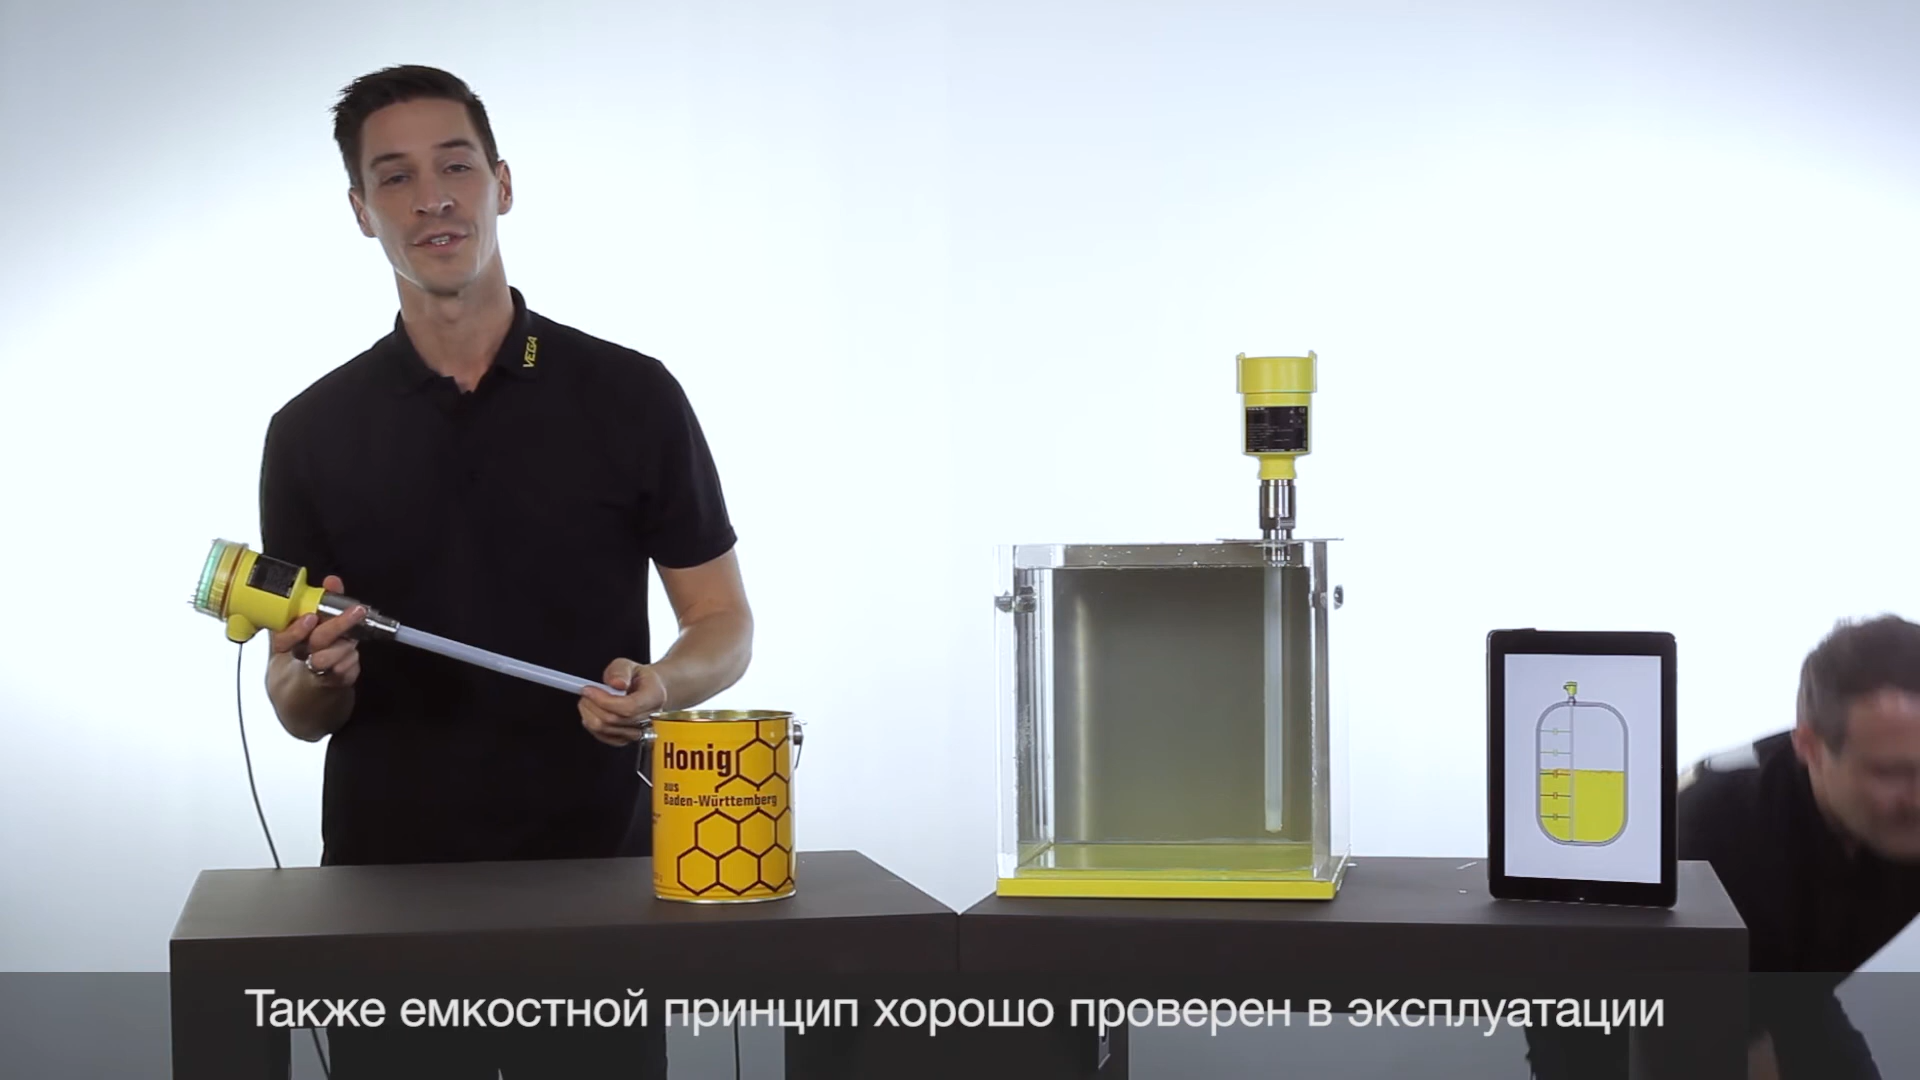 VEGA
Honig
aus
Baden-Württemberg
Также емкостной принцип хорошо проверен в эксплуатации